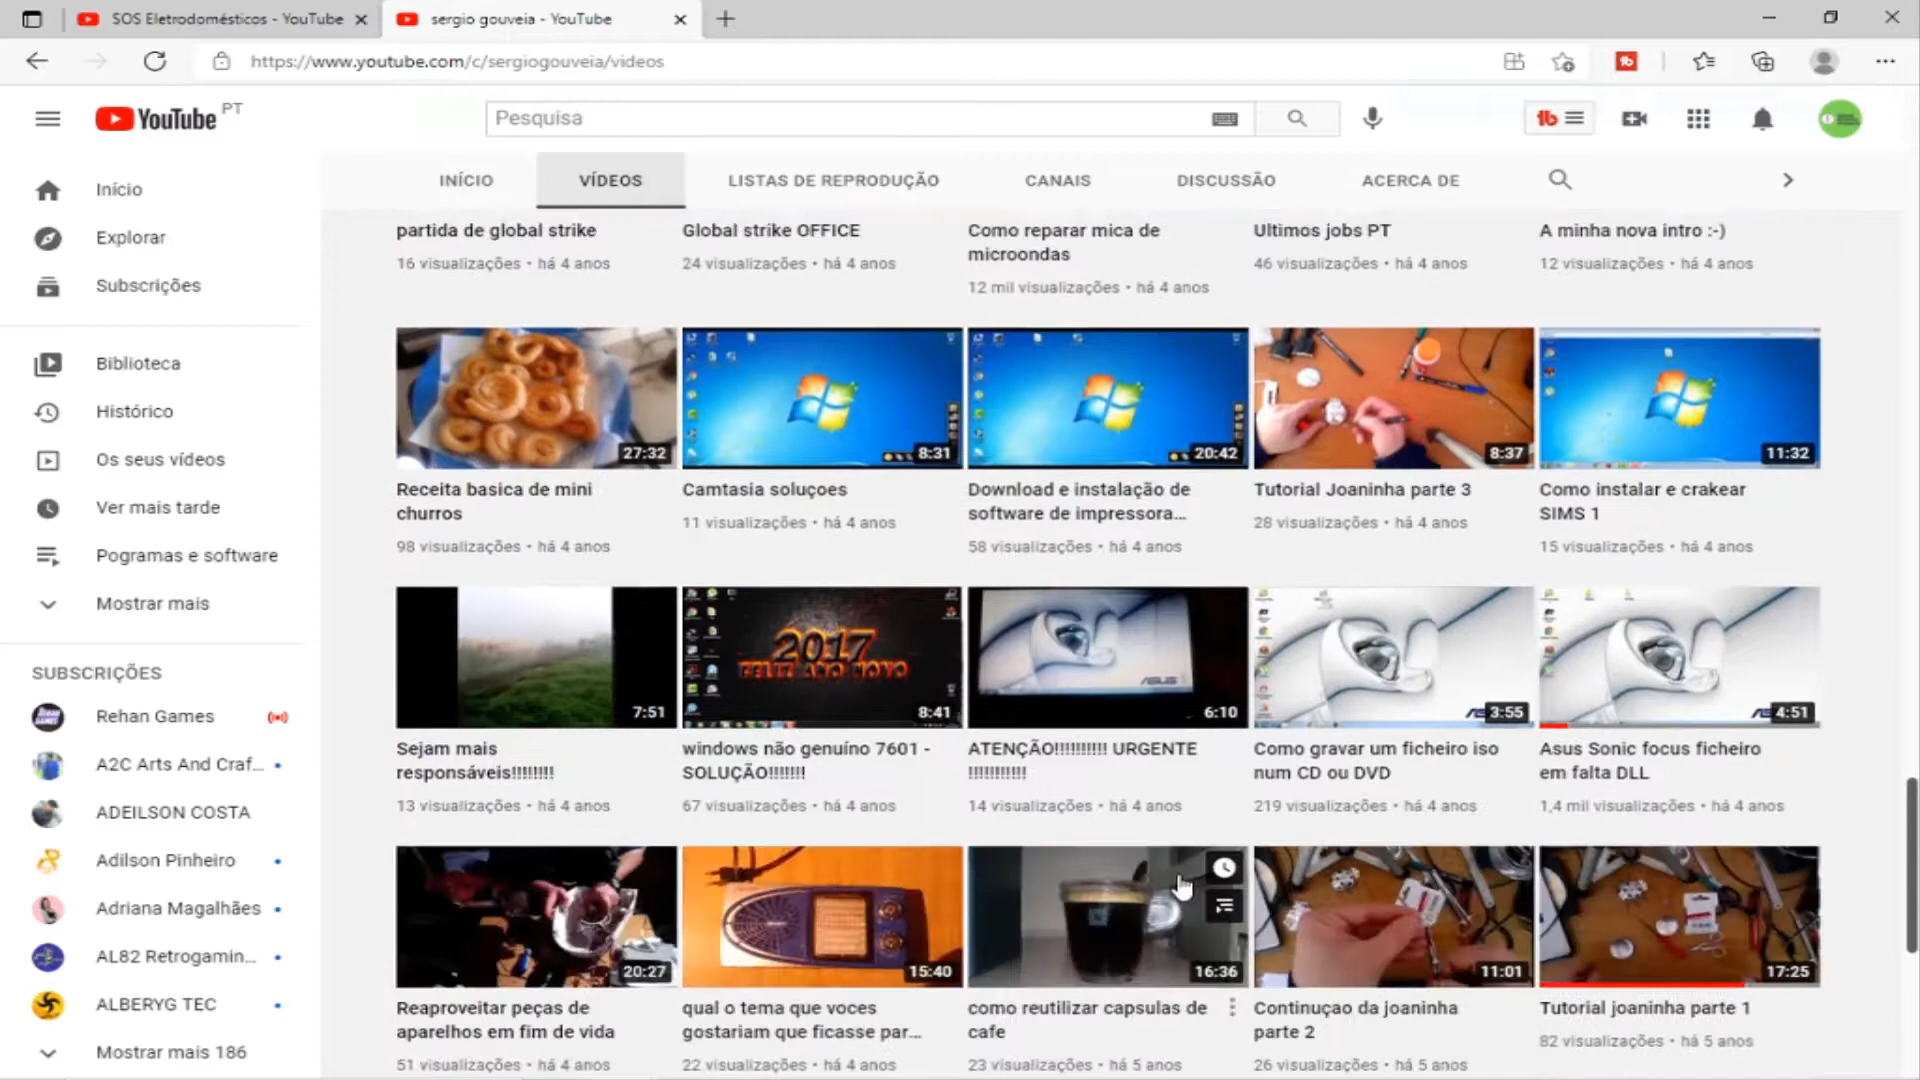 SOS Eletrodomésticos - YouTube
sergio gouveia - YouTube
https://www.youtube.com/c/sergiogouveia/videos
YouTube PT
Pesquisa
Início
Explorar
Subscrições
Biblioteca
Histórico
Os seus vídeos
Ver mais tarde
Pogramas e software
Mostrar mais
SUBSCRIÇÕES
Rehan Games
A2C Arts And Craf...
ADEILSON COSTA
Adilson Pinheiro
Adriana Magalhães
AL82 Retrogamin...
ALBERYG TEC
Mostrar mais 186
INÍCIO VÍDEOS LISTAS DE REPRODUÇÃO CANAIS DISCUSSÃO ACERCA DE
partida de global strike
16 visualizações • há 4 anos
Global strike OFFICE
24 visualizações • há 4 anos
Como reparar mica de
microondas
12 mil visualizações • há 4 anos
Ultimos jobs PT
46 visualizações • há 4 anos
A minha nova intro :-)
12 visualizações • há 4 anos
27:32
Receita basica de mini
churros
98 visualizações • há 4 anos
8:31
Camtasia soluçoes
11 visualizações • há 4 anos
20:42
Download e instalação de
software de impressora...
58 visualizações • há 4 anos
8:37
Tutorial Joaninha parte 3
28 visualizações • há 4 anos
11:32
Como instalar e crakear
SIMS 1
15 visualizações • há 4 anos
7:51
Sejam mais
responsáveis!!!!!!!!
13 visualizações • há 4 anos
2017
FELIZ ANO NOVO
8:41
windows não genuíno 7601 -
SOLUÇÃO!!!!!!!
67 visualizações • há 4 anos
ASUS
6:10
ATENÇÃO!!!!!!!!!! URGENTE
!!!!!!!!!!!
14 visualizações • há 4 anos
3:55
Como gravar um ficheiro iso
num CD ou DVD
219 visualizações • há 4 anos
4:51
Asus Sonic focus ficheiro
em falta DLL
1,4 mil visualizações • há 4 anos
20:27
Reaproveitar peças de
aparelhos em fim de vida
51 visualizações • há 4 anos
15:40
qual o tema que voces
gostariam que ficasse par...
22 visualizações • há 4 anos
16:36
como reutilizar capsulas de
cafe
23 visualizações • há 5 anos
11:01
Continuçao da joaninha
parte 2
26 visualizações • há 5 anos
17:25
Tutorial joaninha parte 1
82 visualizações • há 5 anos